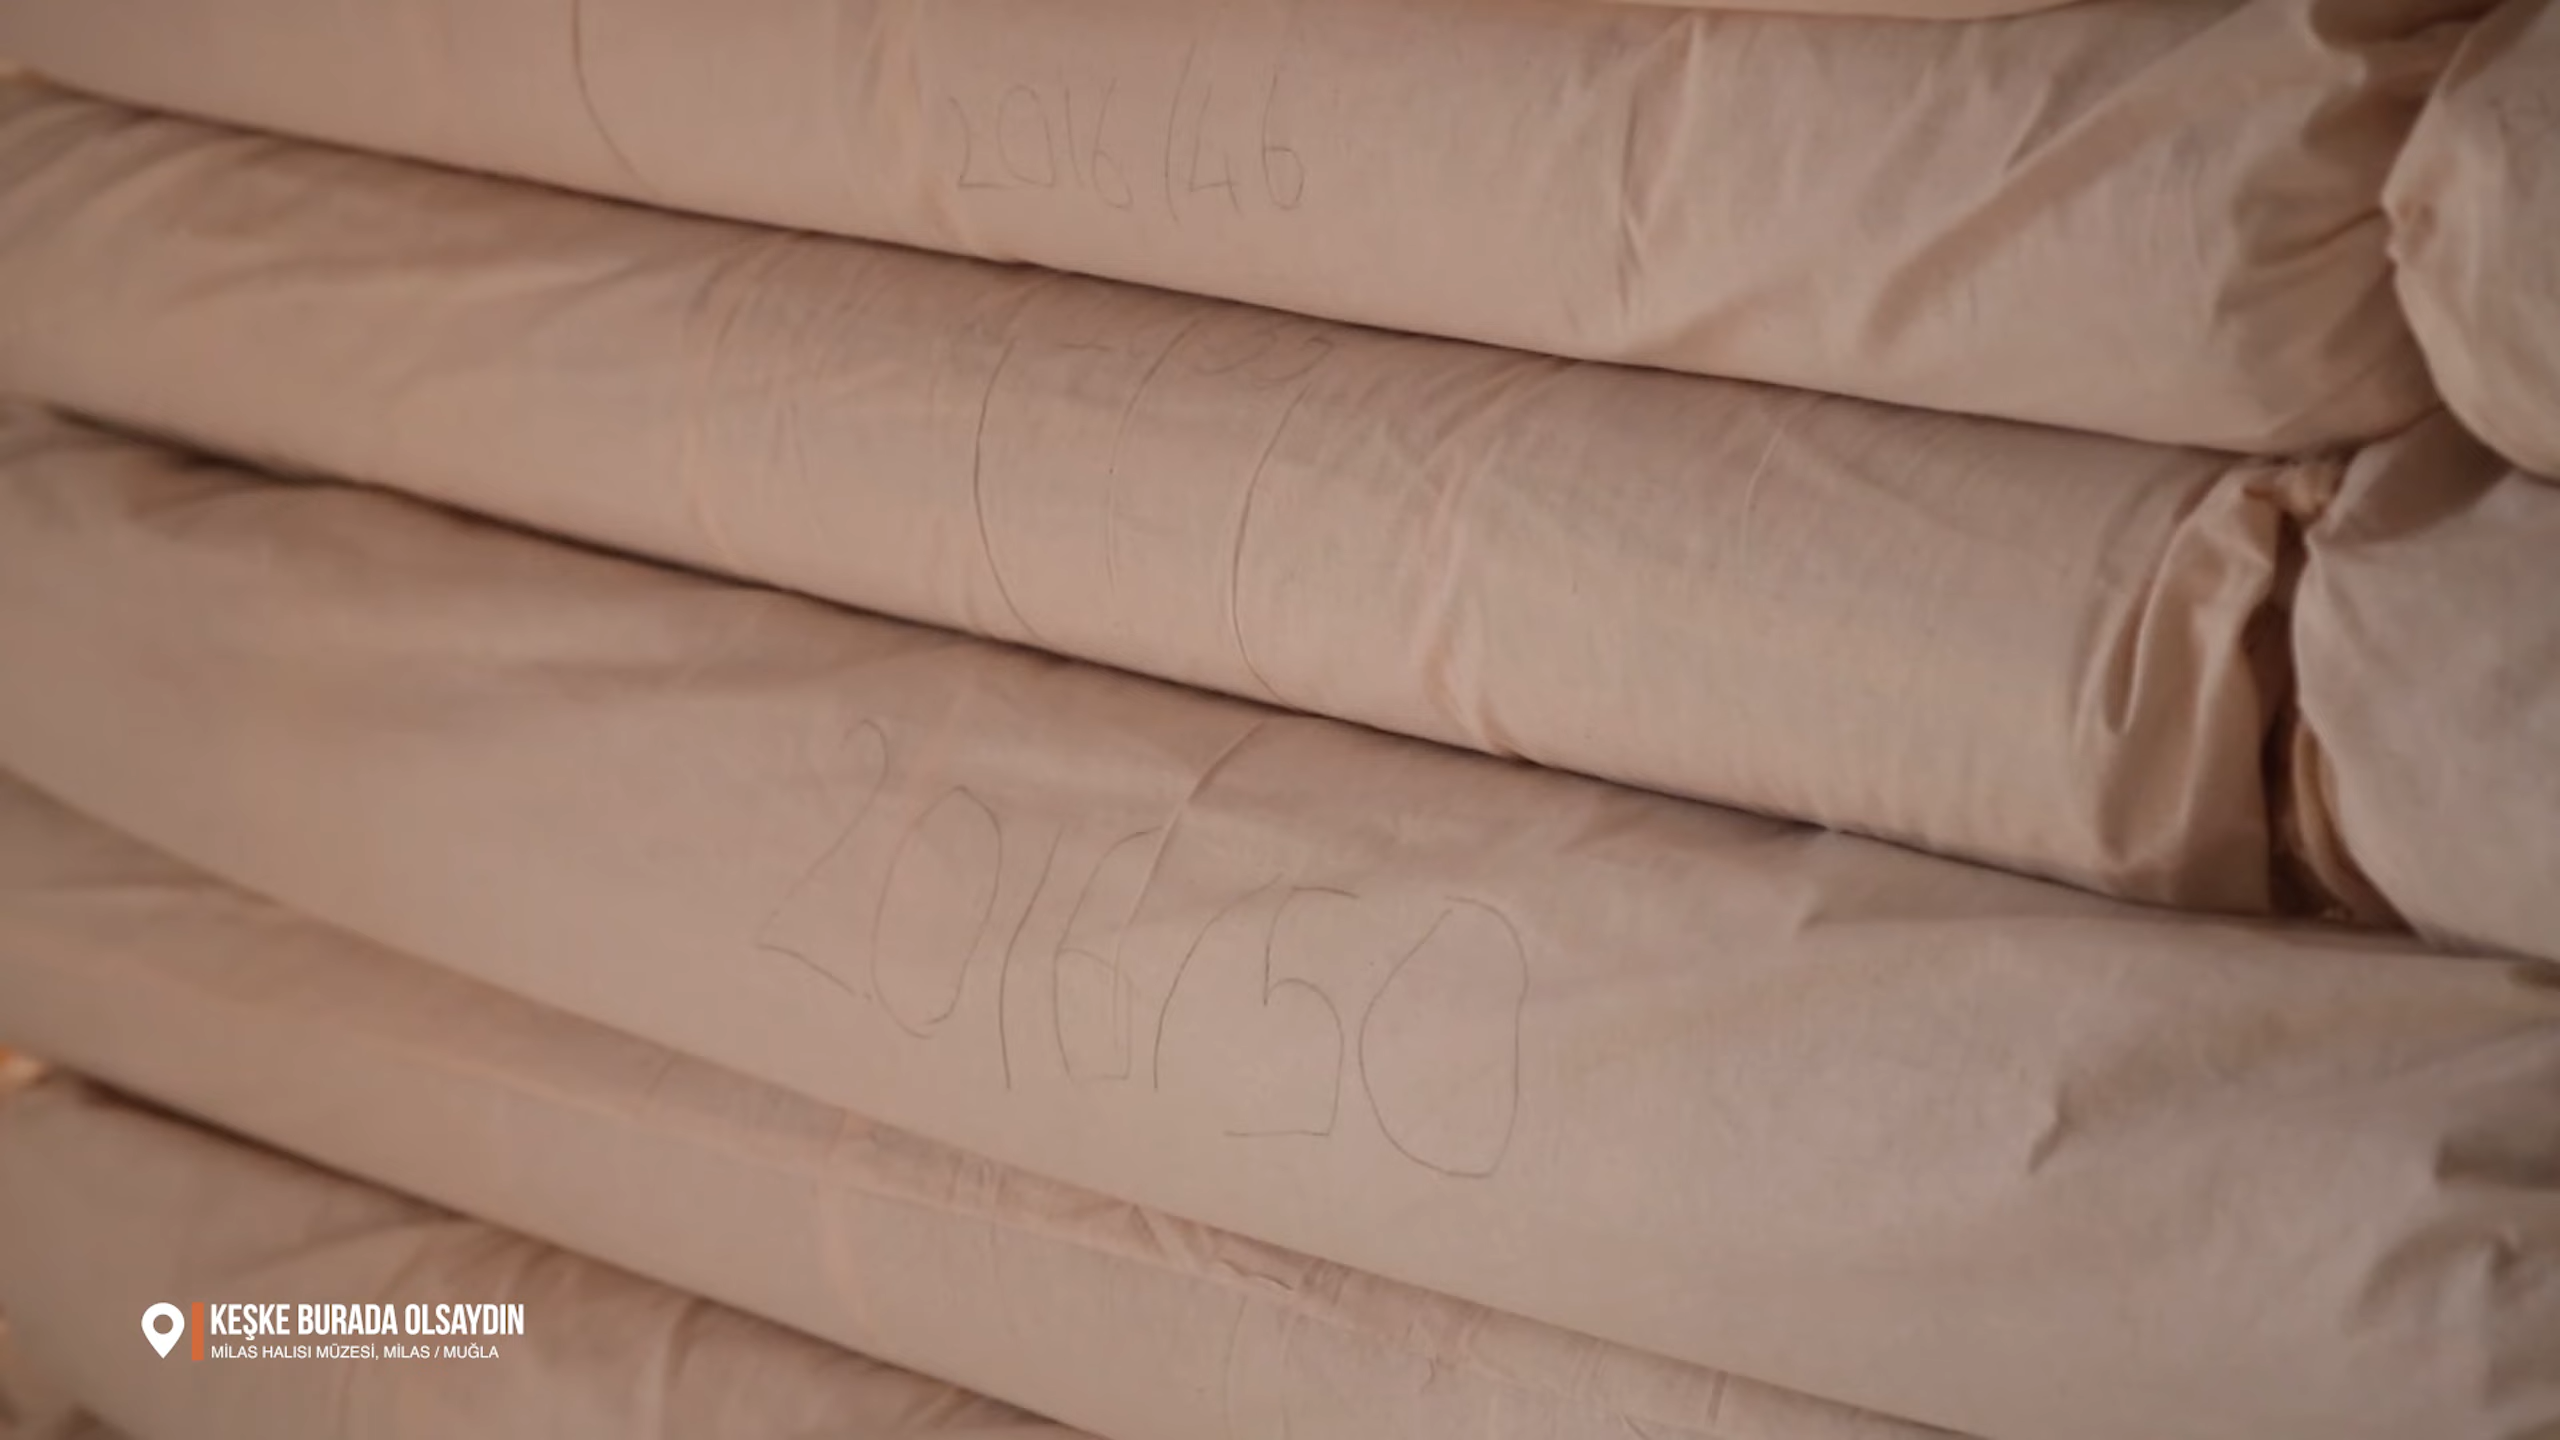 2016/46
2016/50
KEŞKE BURADA OLSAYDIN
MİLAS HALISI MÜZESİ, MİLAS / MUĞLA